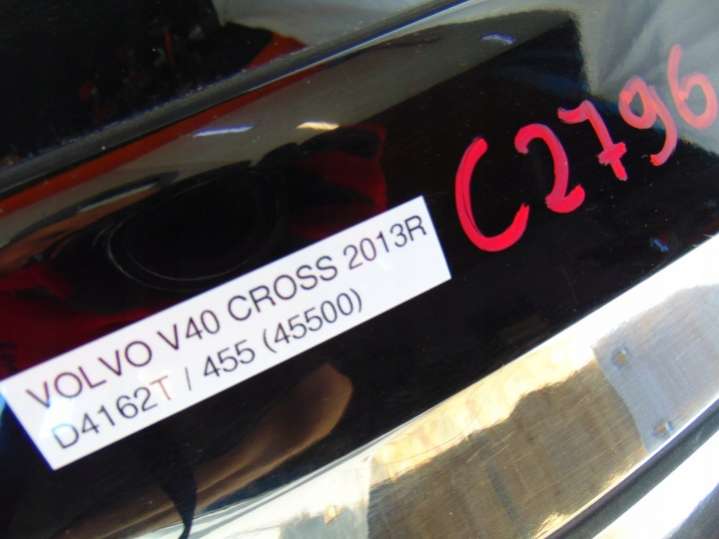 C2796
VOLVO V40 CROSS 2013R
D4162T / 455 (45500)